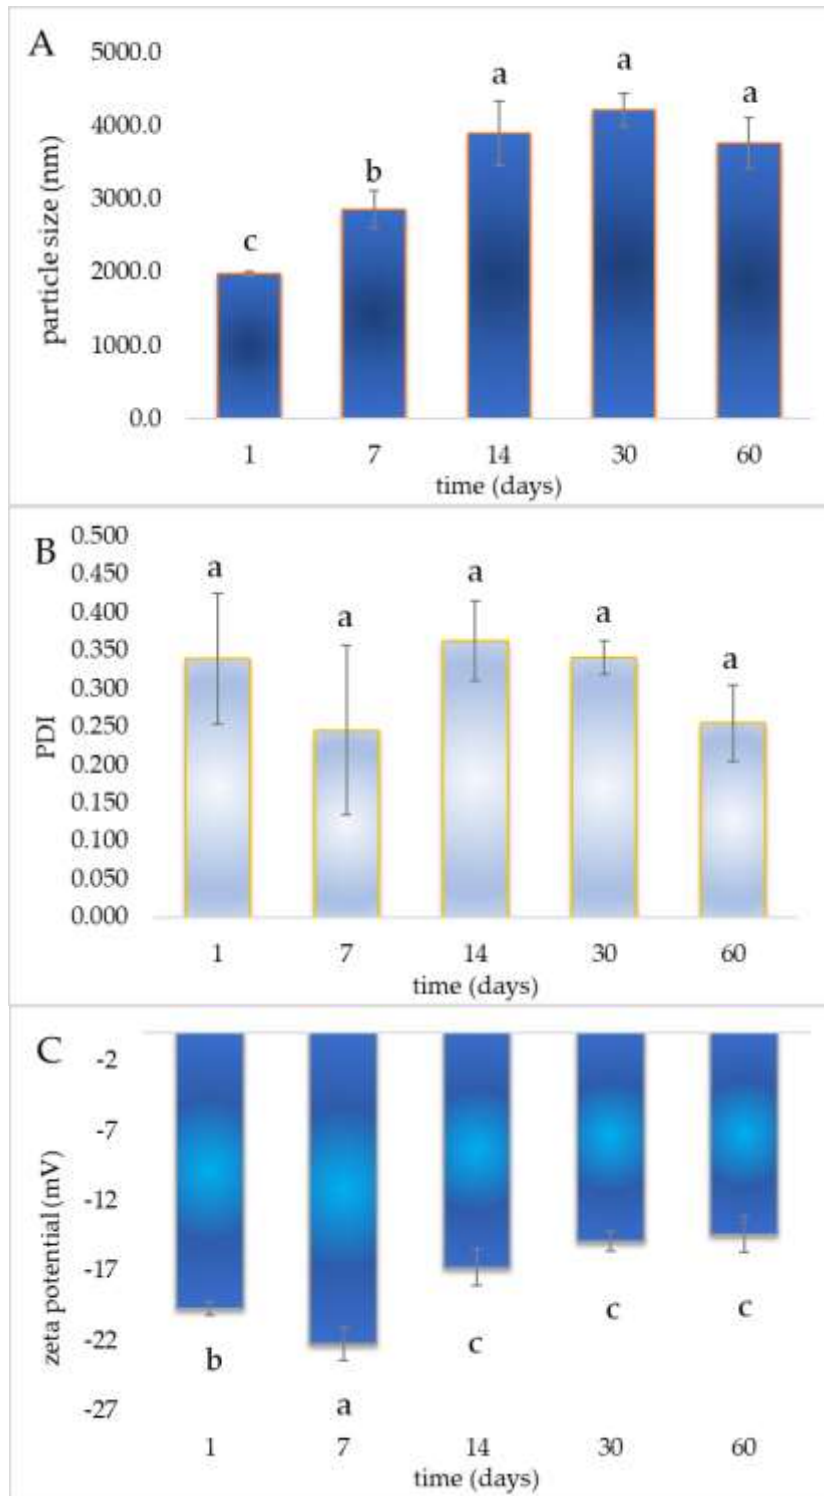 A
5000.0
4000.0
3000.0
2000.0
1000.0
0.0
particle size (nm)
c
b
a
a
a
1 7 14 30 60
time (days)
B
0.500
0.450
0.400
0.350
0.300
0.250
0.200
0.150
0.100
0.050
0.000
PDI
a
a
a
a
a
1 7 14 30 60
time (days)
C
-2
-7
-12
-17
-22
-27
zeta potential (mV)
b
a
c
c
c
1 7 14 30 60
time (days)